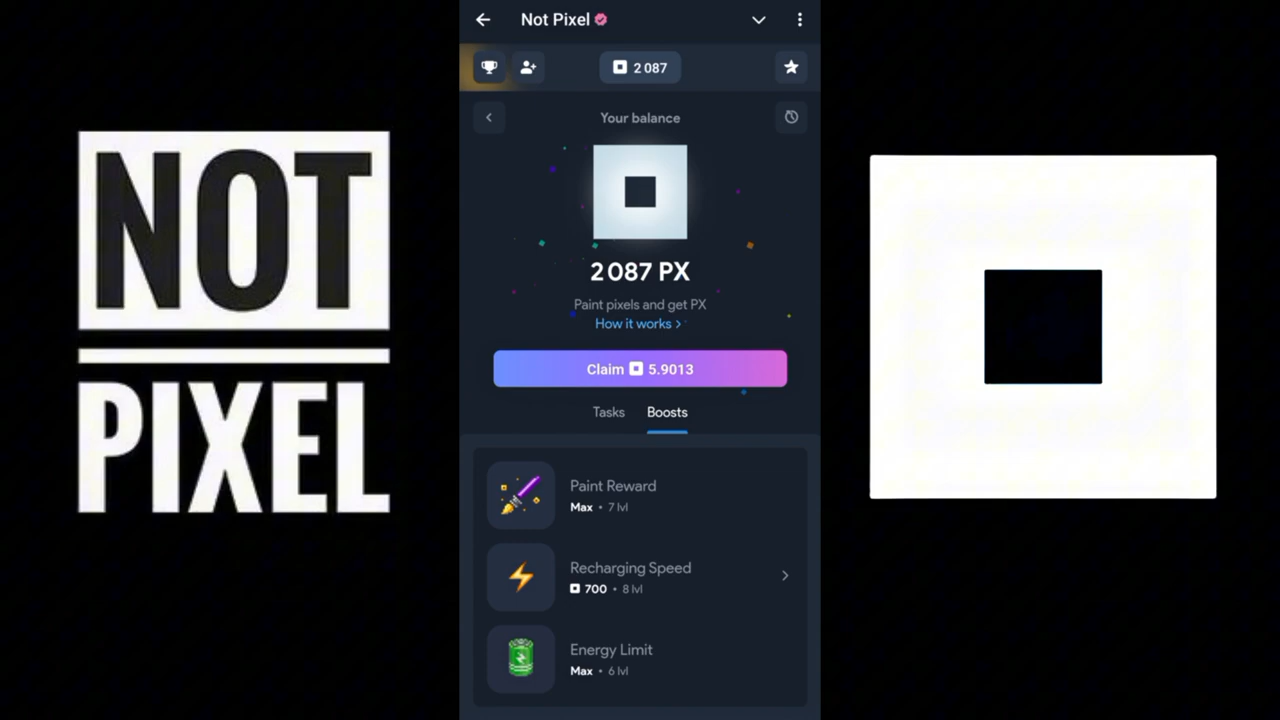 NOT
PIXEL
Not Pixel
2 087
Your balance
2 087 PX
Paint pixels and get PX
How it works >
Claim 5.9013
Tasks
Boosts
Paint Reward
Max • 7 lvl
Recharging Speed
700 • 8 lvl
Energy Limit
Max • 6 lvl